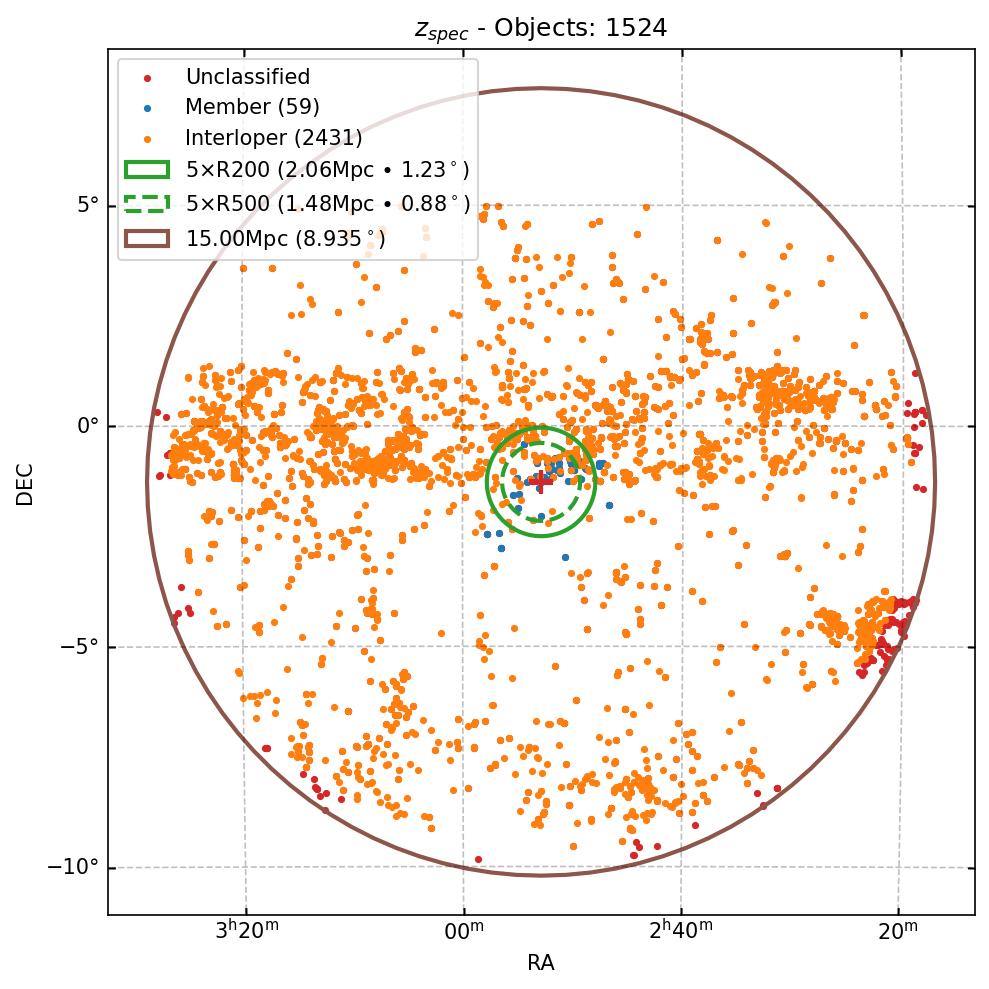 z_spec - Objects: 1524
Unclassified
Member (59)
Interloper (2431)
5×R200 (2.06Mpc • 1.23°)
5×R500 (1.48Mpc • 0.88°)
15.00Mpc (8.935°)
5°
0°
−5°
−10°
DEC
3ʰ20ᵐ 00ᵐ 2ʰ40ᵐ 20ᵐ
RA